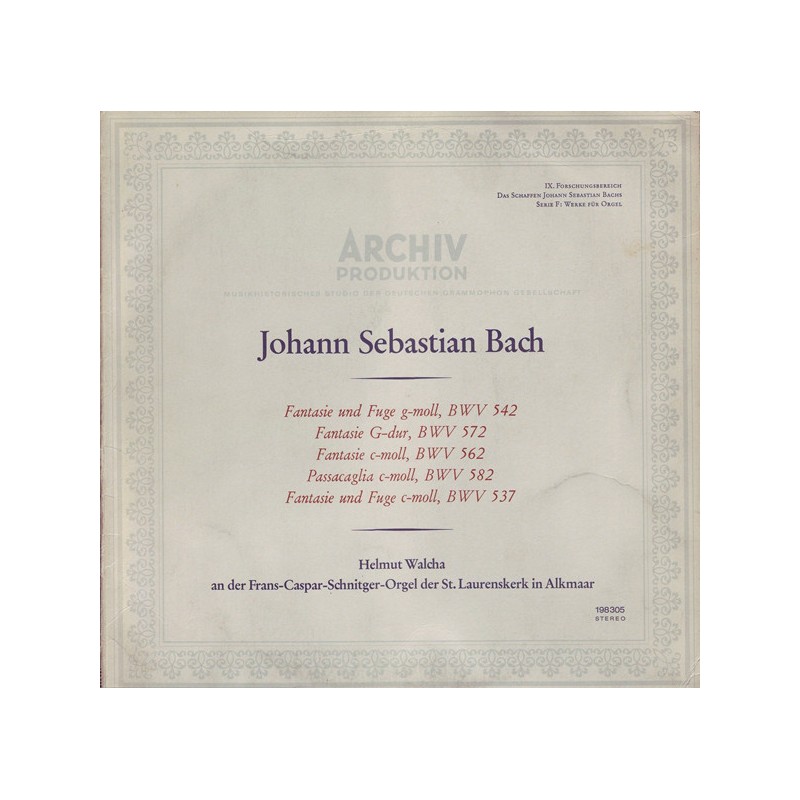 IX. Forschungsbereich
Das Schaffen Johann Sebastian Bachs
Serie F: Werke für Orgel
ARCHIV
PRODUKTION
MUSIKHISTORISCHES STUDIO DER DEUTSCHEN GRAMMOPHON GESELLSCHAFT
Johann Sebastian Bach
Fantasie und Fuge g-moll, BWV 542
Fantasie G-dur, BWV 572
Fantasie c-moll, BWV 562
Passacaglia c-moll, BWV 582
Fantasie und Fuge c-moll, BWV 537
Helmut Walcha
an der Frans-Caspar-Schnitger-Orgel der St. Laurenskerk in Alkmaar
198305
STEREO